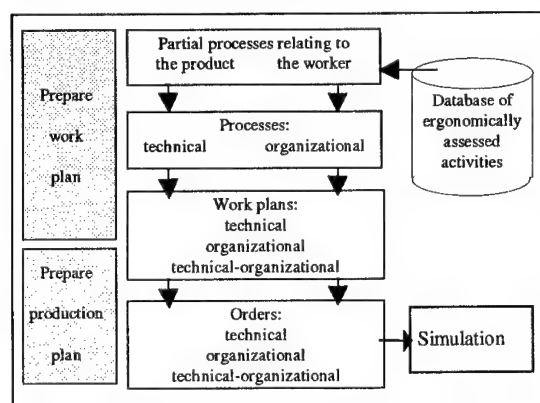 Prepare
work
plan
Prepare
production
plan
Partial processes relating to
the product the worker
Processes:
technical organizational
Work plans:
technical
organizational
technical-organizational
Orders:
technical
organizational
technical-organizational
Database of
ergonomically
assessed
activities
Simulation